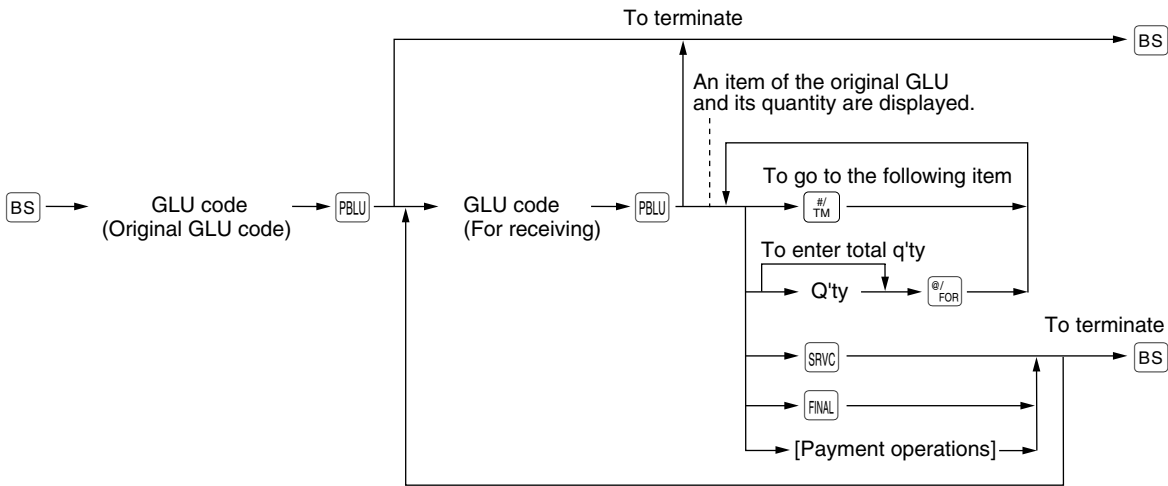 To terminate
BS
An item of the original GLU
and its quantity are displayed.
To go to the following item
BS
GLU code
(Original GLU code)
PBLU
GLU code
(For receiving)
PBLU
#/
TM
To enter total q'ty
Q'ty
@/
FOR
To terminate
SRVC
BS
FINAL
[Payment operations]